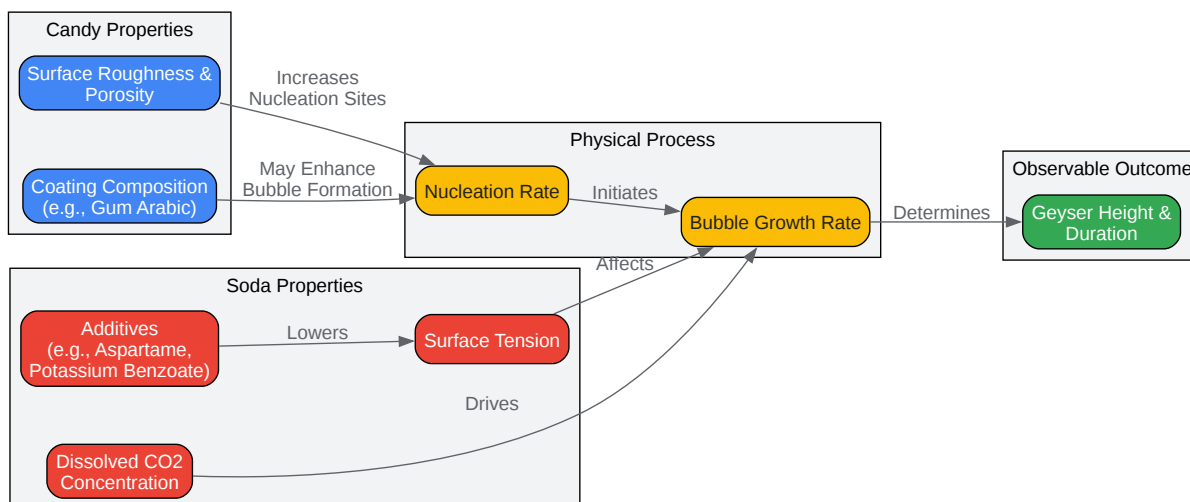 Candy Properties
Surface Roughness &
Porosity
Coating Composition
(e.g., Gum Arabic)
Increases
Nucleation Sites
May Enhance
Bubble Formation
Physical Process
Nucleation Rate
Initiates
Bubble Growth Rate
Determines
Observable Outcome
Geyser Height &
Duration
Soda Properties
Additives
(e.g., Aspartame,
Potassium Benzoate)
Lowers
Surface Tension
Affects
Dissolved CO2
Concentration
Drives